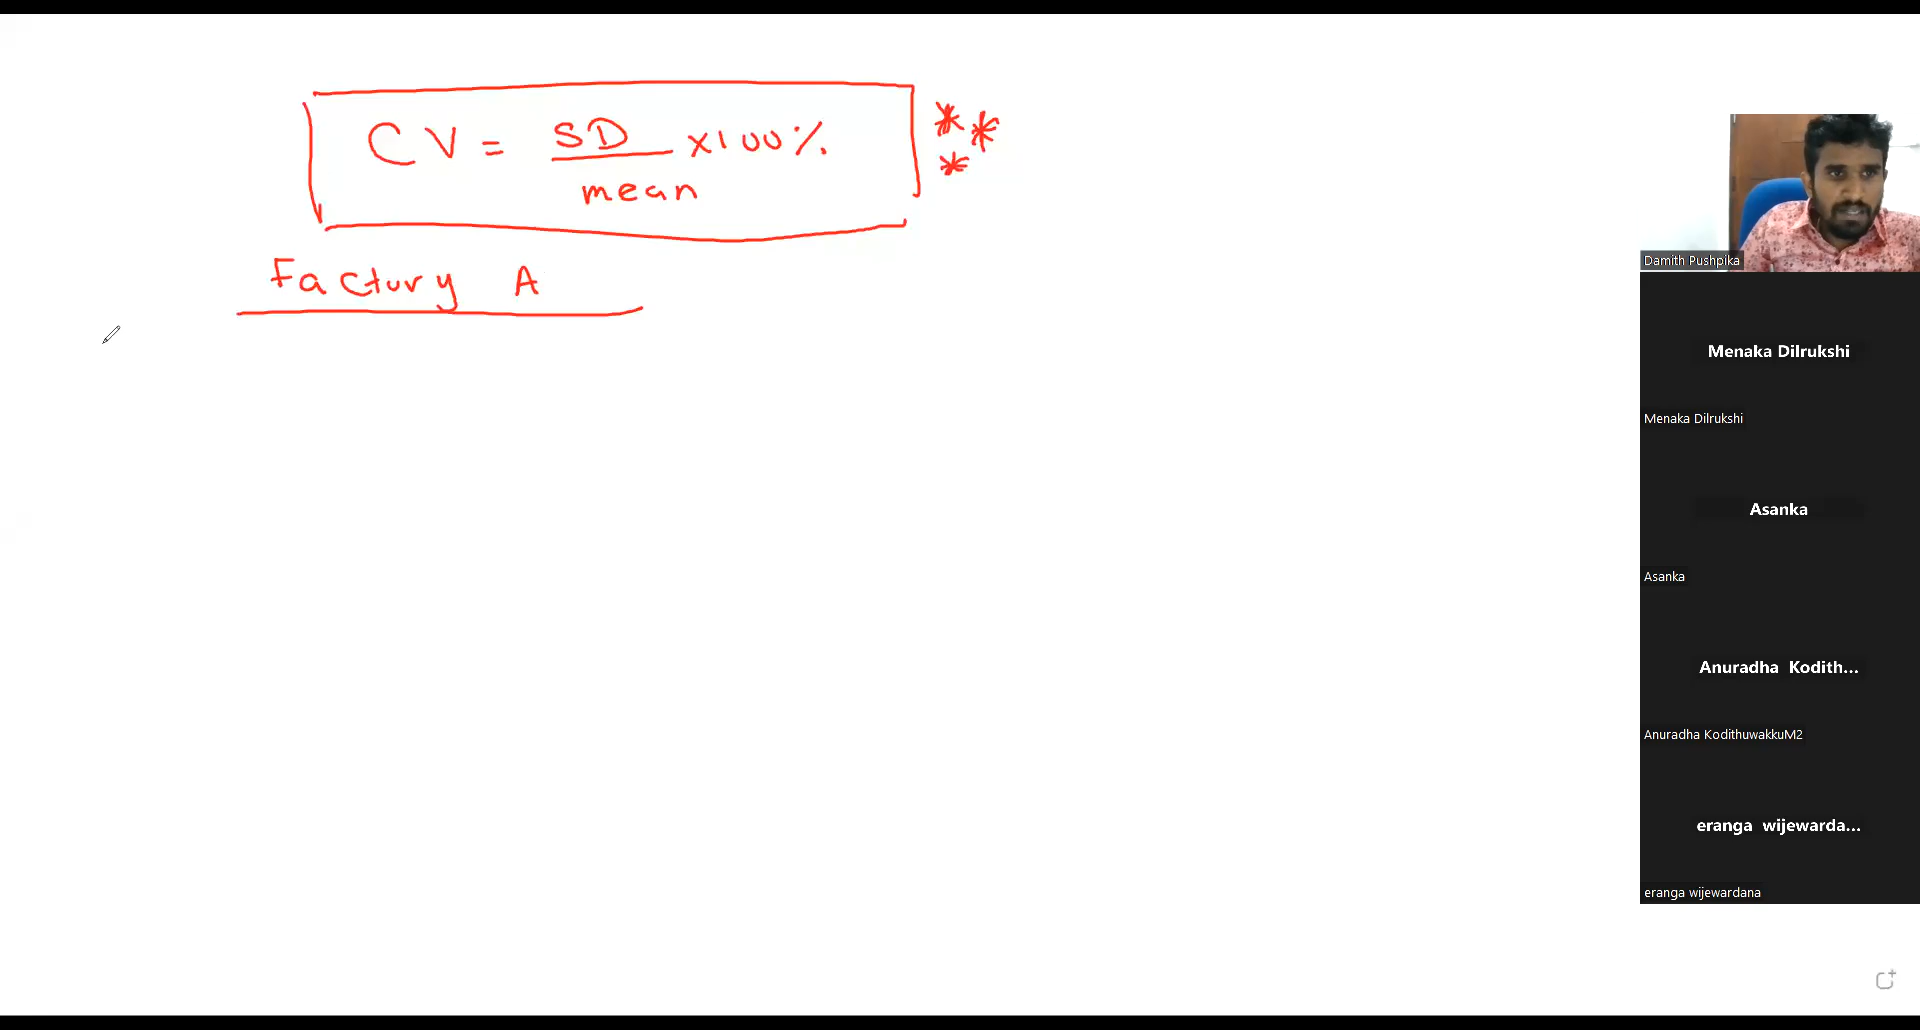 CV = SD x100%
mean
Factory A
Damith Pushpika
Menaka Dilrukshi
Menaka Dilrukshi
Asanka
Asanka
Anuradha Kodith...
Anuradha KodithuwakkuM2
eranga wijewarda...
eranga wijewardana